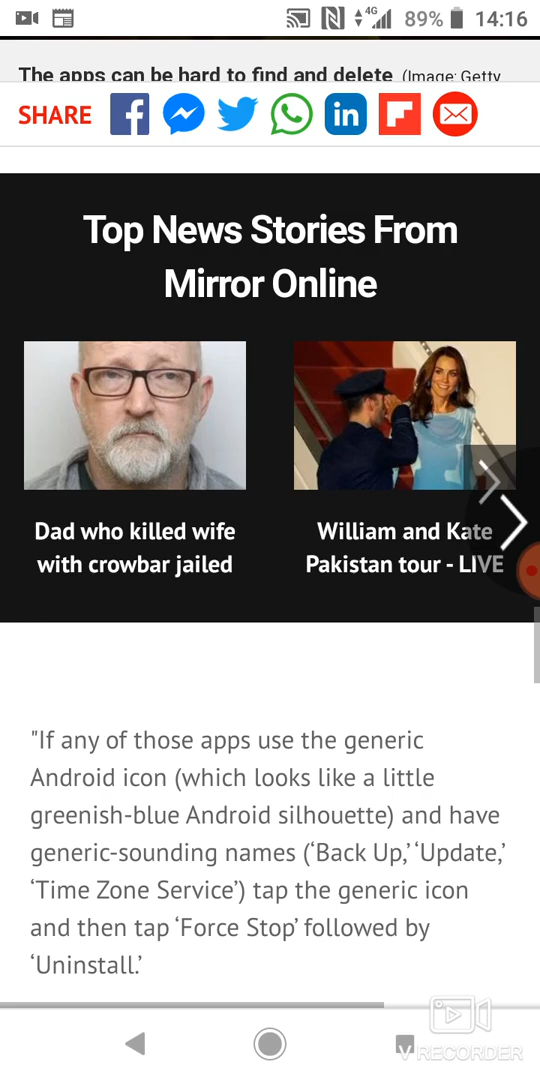 4G 89% 14:16
The apps can be hard to find and delete (Image: Getty
SHARE
Top News Stories From
Mirror Online
Dad who killed wife
with crowbar jailed
William and Kate
Pakistan tour - LIVE
"If any of those apps use the generic
Android icon (which looks like a little
greenish-blue Android silhouette) and have
generic-sounding names (‘Back Up,’ ‘Update,’
‘Time Zone Service’) tap the generic icon
and then tap ‘Force Stop’ followed by
‘Uninstall.’
V RECORDER